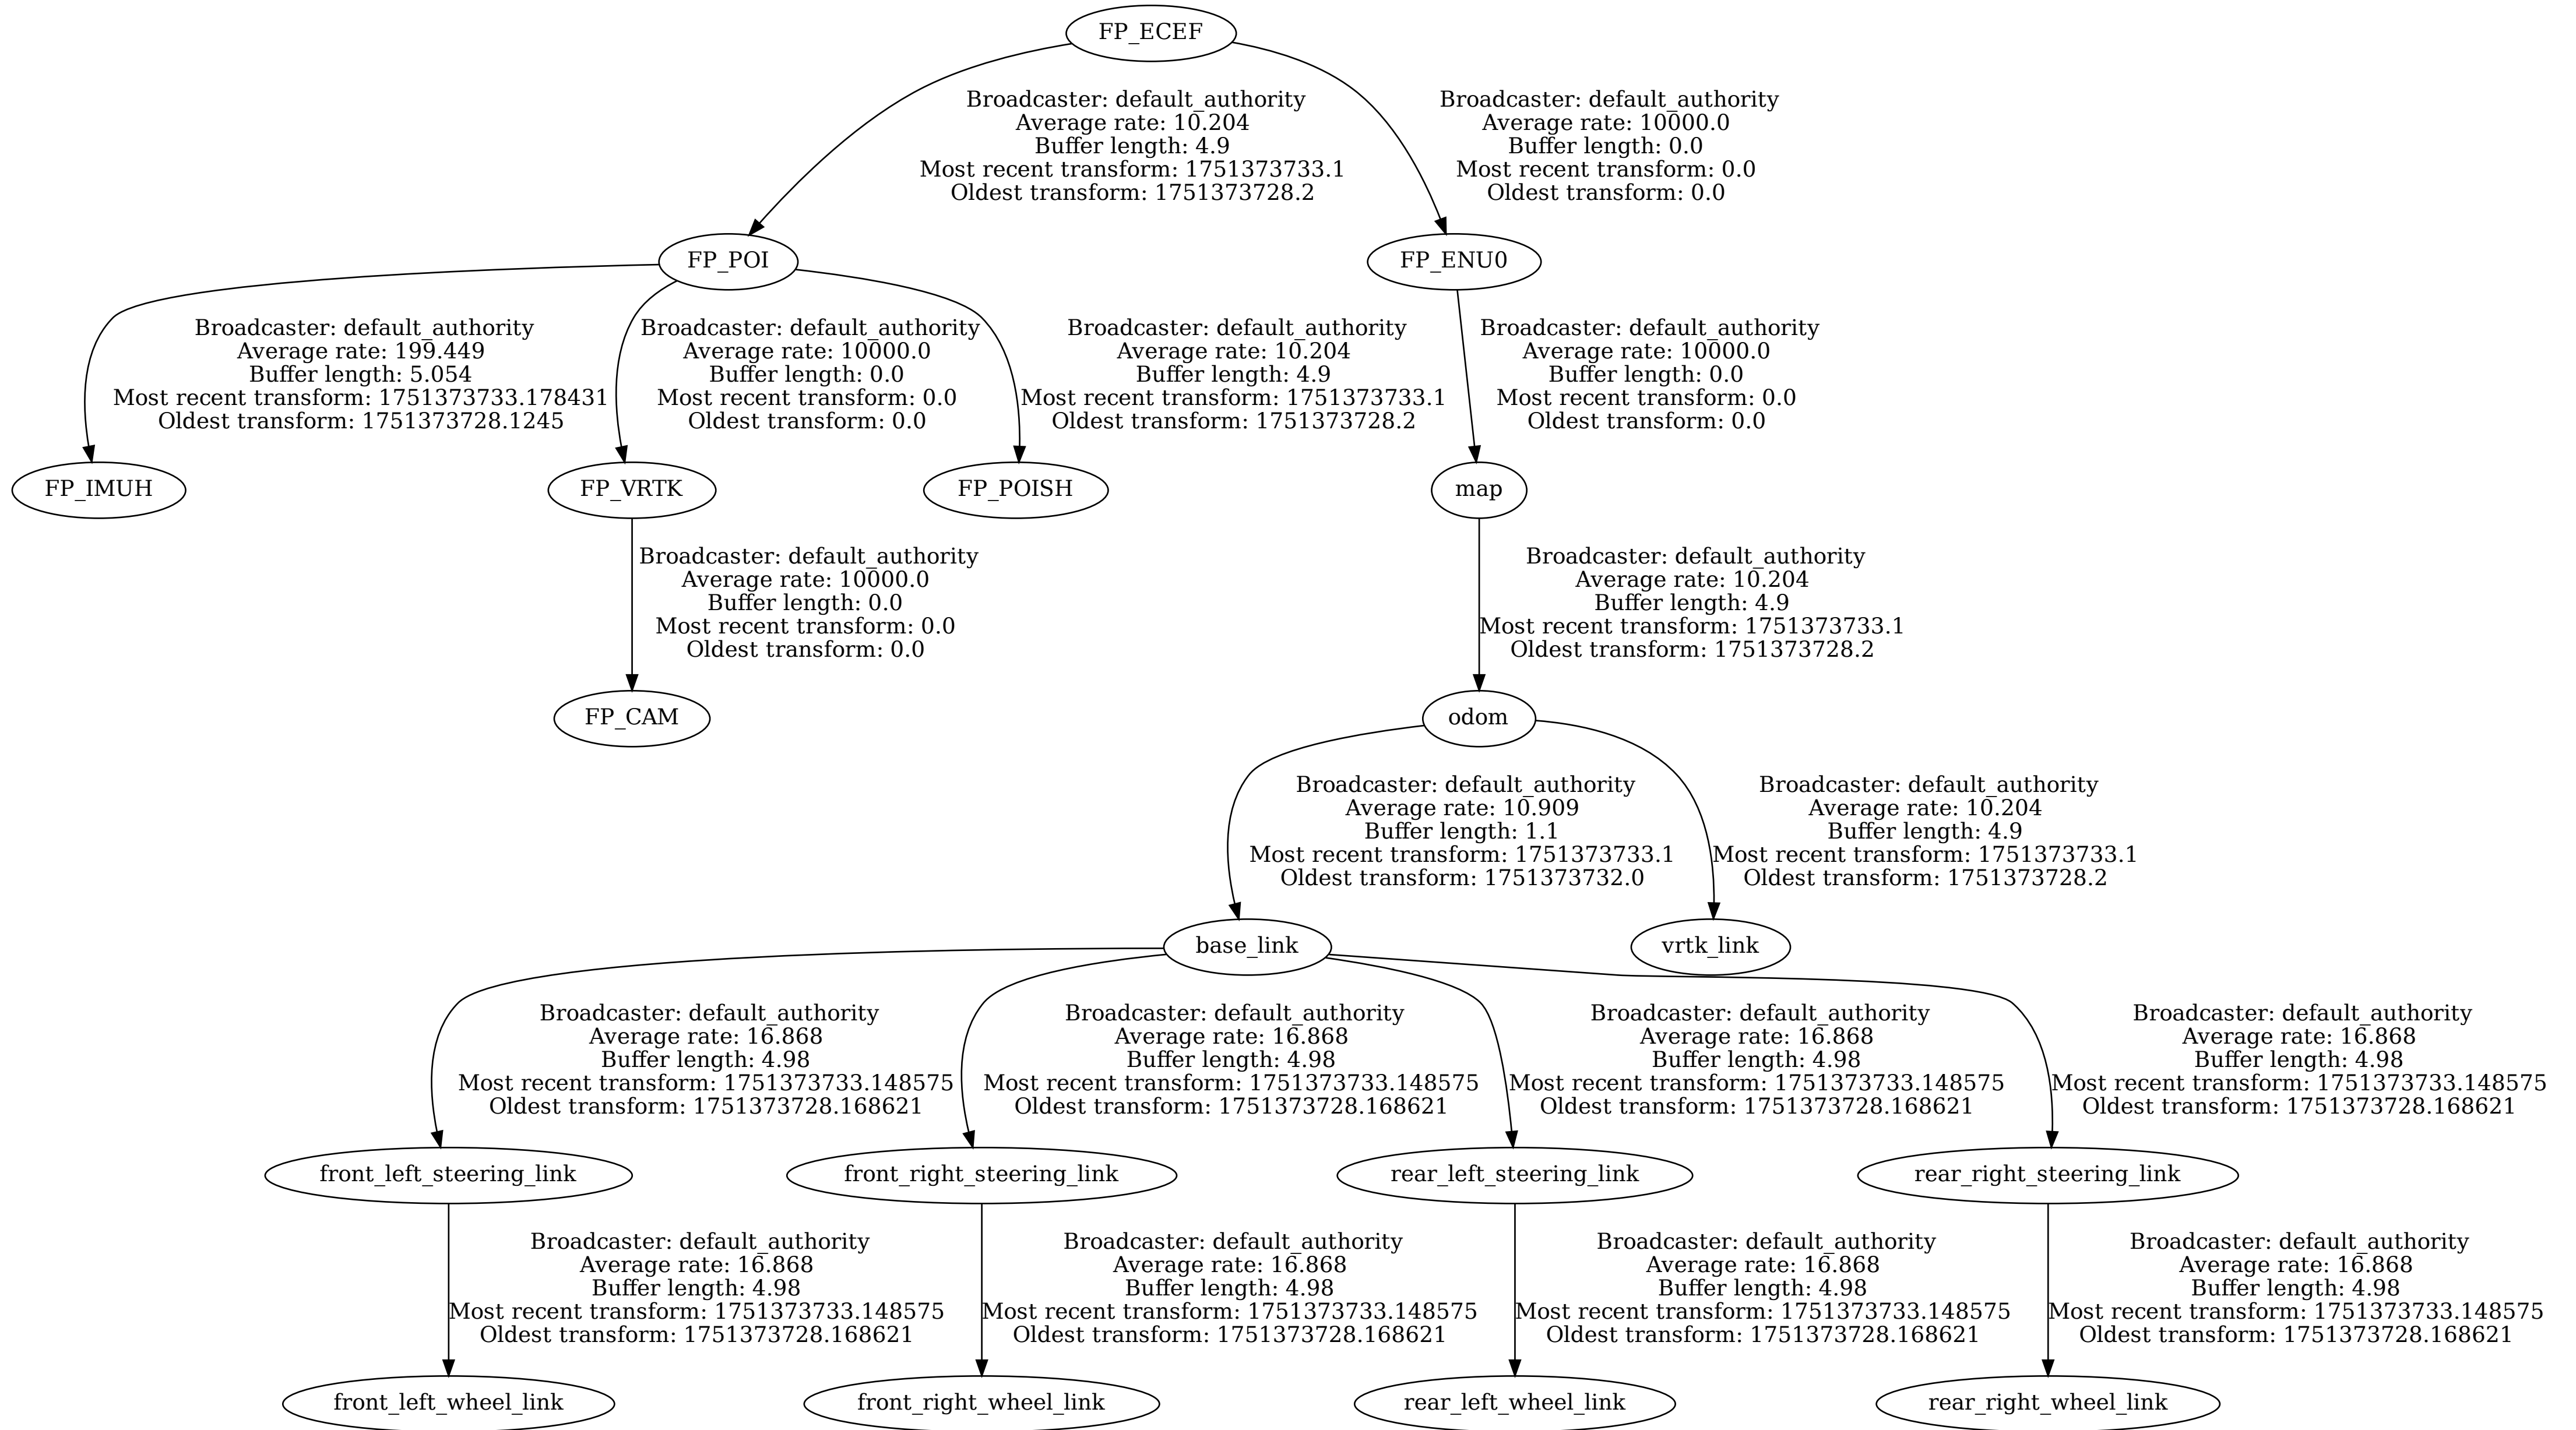 FP_ECEF
Broadcaster: default_authority
Average rate: 10.204
Buffer length: 4.9
Most recent transform: 1751373733.1
Oldest transform: 1751373728.2
Broadcaster: default_authority
Average rate: 10000.0
Buffer length: 0.0
Most recent transform: 0.0
Oldest transform: 0.0
FP_POI
FP_ENU0
Broadcaster: default_authority
Average rate: 199.449
Buffer length: 5.054
Most recent transform: 1751373733.178431
Oldest transform: 1751373728.1245
Broadcaster: default_authority
Average rate: 10000.0
Buffer length: 0.0
Most recent transform: 0.0
Oldest transform: 0.0
Broadcaster: default_authority
Average rate: 10.204
Buffer length: 4.9
Most recent transform: 1751373733.1
Oldest transform: 1751373728.2
Broadcaster: default_authority
Average rate: 10000.0
Buffer length: 0.0
Most recent transform: 0.0
Oldest transform: 0.0
FP_IMUH
FP_VRTK
FP_POISH
map
Broadcaster: default_authority
Average rate: 10000.0
Buffer length: 0.0
Most recent transform: 0.0
Oldest transform: 0.0
Broadcaster: default_authority
Average rate: 10.204
Buffer length: 4.9
Most recent transform: 1751373733.1
Oldest transform: 1751373728.2
FP_CAM
odom
Broadcaster: default_authority
Average rate: 10.909
Buffer length: 1.1
Most recent transform: 1751373733.1
Oldest transform: 1751373732.0
Broadcaster: default_authority
Average rate: 10.204
Buffer length: 4.9
Most recent transform: 1751373733.1
Oldest transform: 1751373728.2
base_link
vrtk_link
Broadcaster: default_authority
Average rate: 16.868
Buffer length: 4.98
Most recent transform: 1751373733.148575
Oldest transform: 1751373728.168621
Broadcaster: default_authority
Average rate: 16.868
Buffer length: 4.98
Most recent transform: 1751373733.148575
Oldest transform: 1751373728.168621
Broadcaster: default_authority
Average rate: 16.868
Buffer length: 4.98
Most recent transform: 1751373733.148575
Oldest transform: 1751373728.168621
Broadcaster: default_authority
Average rate: 16.868
Buffer length: 4.98
Most recent transform: 1751373733.148575
Oldest transform: 1751373728.168621
front_left_steering_link
front_right_steering_link
rear_left_steering_link
rear_right_steering_link
Broadcaster: default_authority
Average rate: 16.868
Buffer length: 4.98
Most recent transform: 1751373733.148575
Oldest transform: 1751373728.168621
Broadcaster: default_authority
Average rate: 16.868
Buffer length: 4.98
Most recent transform: 1751373733.148575
Oldest transform: 1751373728.168621
Broadcaster: default_authority
Average rate: 16.868
Buffer length: 4.98
Most recent transform: 1751373733.148575
Oldest transform: 1751373728.168621
Broadcaster: default_authority
Average rate: 16.868
Buffer length: 4.98
Most recent transform: 1751373733.148575
Oldest transform: 1751373728.168621
front_left_wheel_link
front_right_wheel_link
rear_left_wheel_link
rear_right_wheel_link